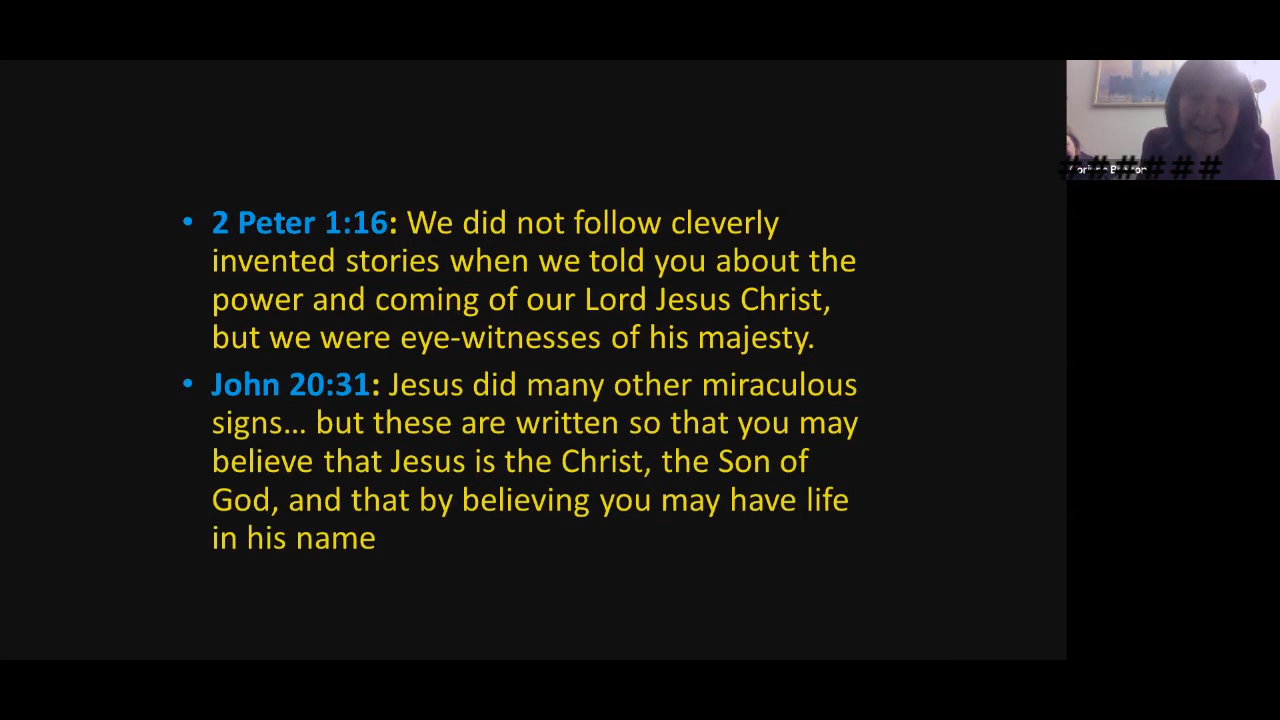 • 2 Peter 1:16: We did not follow cleverly
invented stories when we told you about the
power and coming of our Lord Jesus Christ,
but we were eye-witnesses of his majesty.
• John 20:31: Jesus did many other miraculous
signs… but these are written so that you may
believe that Jesus is the Christ, the Son of
God, and that by believing you may have life
in his name
######